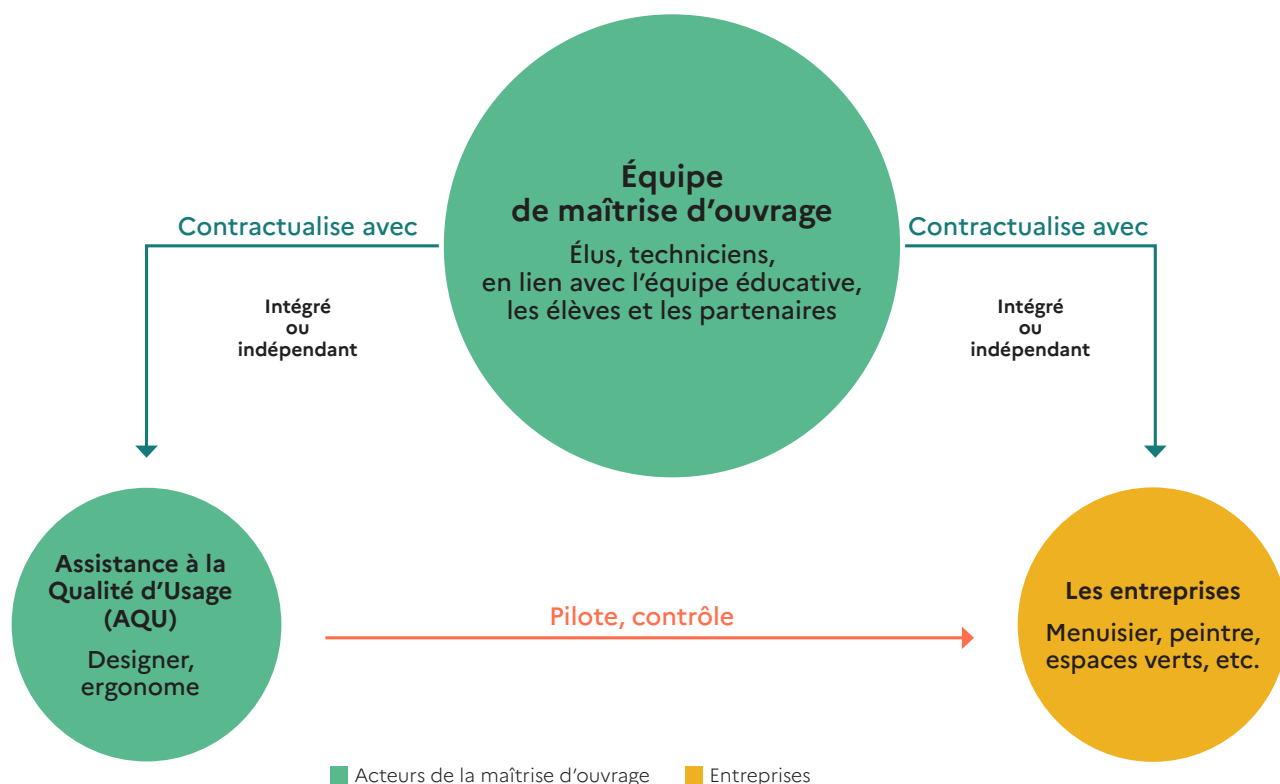 Équipe
de maîtrise d’ouvrage
Élus, techniciens,
en lien avec l’équipe éducative,
les élèves et les partenaires
Contractualise avec
Contractualise avec
Intégré
ou
indépendant
Intégré
ou
indépendant
Assistance à la
Qualité d’Usage
(AQU)
Designer,
ergonome
Pilote, contrôle
Les entreprises
Menuisier, peintre,
espaces verts, etc.
Acteurs de la maîtrise d’ouvrage
Entreprises